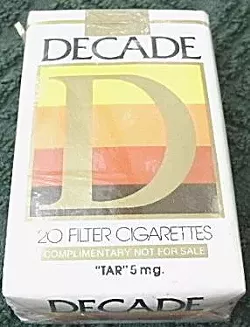 DECADE
D
20 FILTER CIGARETTES
COMPLIMENTARY NOT FOR SALE
"TAR" 5 mg.
DECADE